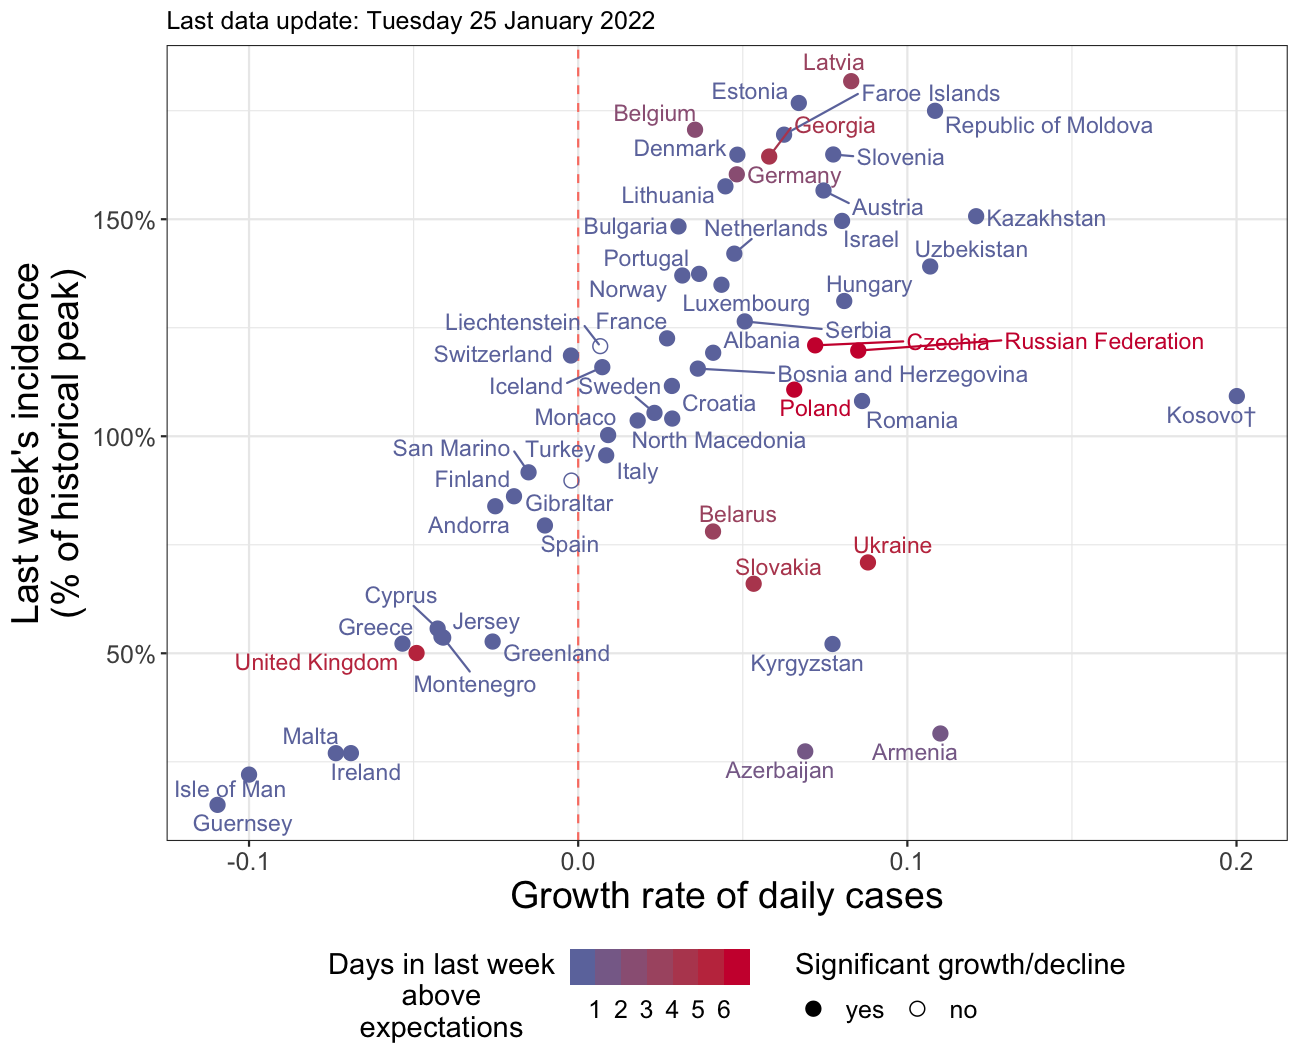 Last data update: Tuesday 25 January 2022
Last week's incidence
(% of historical peak)
150%
100%
50%
Latvia
Estonia
Faroe Islands
Belgium
Georgia
Republic of Moldova
Denmark
Slovenia
Germany
Lithuania
Austria
Kazakhstan
Bulgaria
Netherlands
Israel
Uzbekistan
Portugal
Norway
Hungary
Luxembourg
Liechtenstein
France
Serbia
Albania
Czechia
Russian Federation
Switzerland
Bosnia and Herzegovina
Iceland
Sweden
Croatia
Poland
Romania
Kosovo†
Monaco
North Macedonia
San Marino
Turkey
Italy
Finland
Gibraltar
Andorra
Spain
Belarus
Ukraine
Slovakia
Cyprus
Jersey
Greece
Greenland
United Kingdom
Kyrgyzstan
Montenegro
Malta
Ireland
Armenia
Azerbaijan
Isle of Man
Guernsey
-0.1
0.0
0.1
0.2
Growth rate of daily cases
Days in last week
above
expectations
1 2 3 4 5 6
Significant growth/decline
yes
no